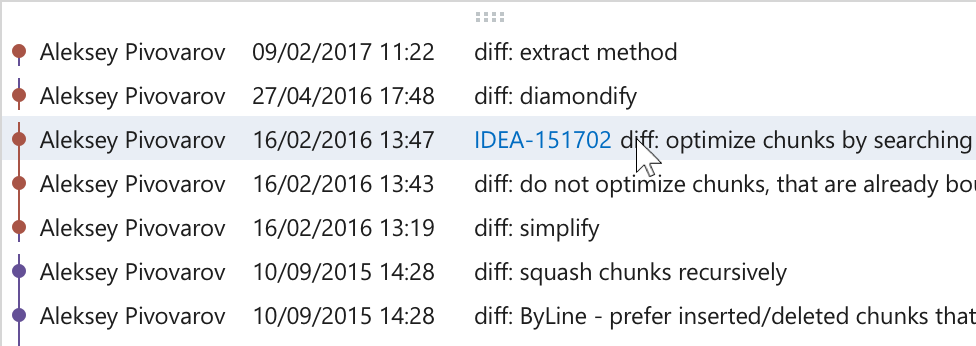 Aleksey Pivovarov 09/02/2017 11:22 diff: extract method
Aleksey Pivovarov 27/04/2016 17:48 diff: diamondify
Aleksey Pivovarov 16/02/2016 13:47 IDEA-151702 diff: optimize chunks by searching
Aleksey Pivovarov 16/02/2016 13:43 diff: do not optimize chunks, that are already
Aleksey Pivovarov 16/02/2016 13:19 diff: simplify
Aleksey Pivovarov 10/09/2015 14:28 diff: squash chunks recursively
Aleksey Pivovarov 10/09/2015 14:28 diff: ByLine - prefer inserted/deleted chunks that